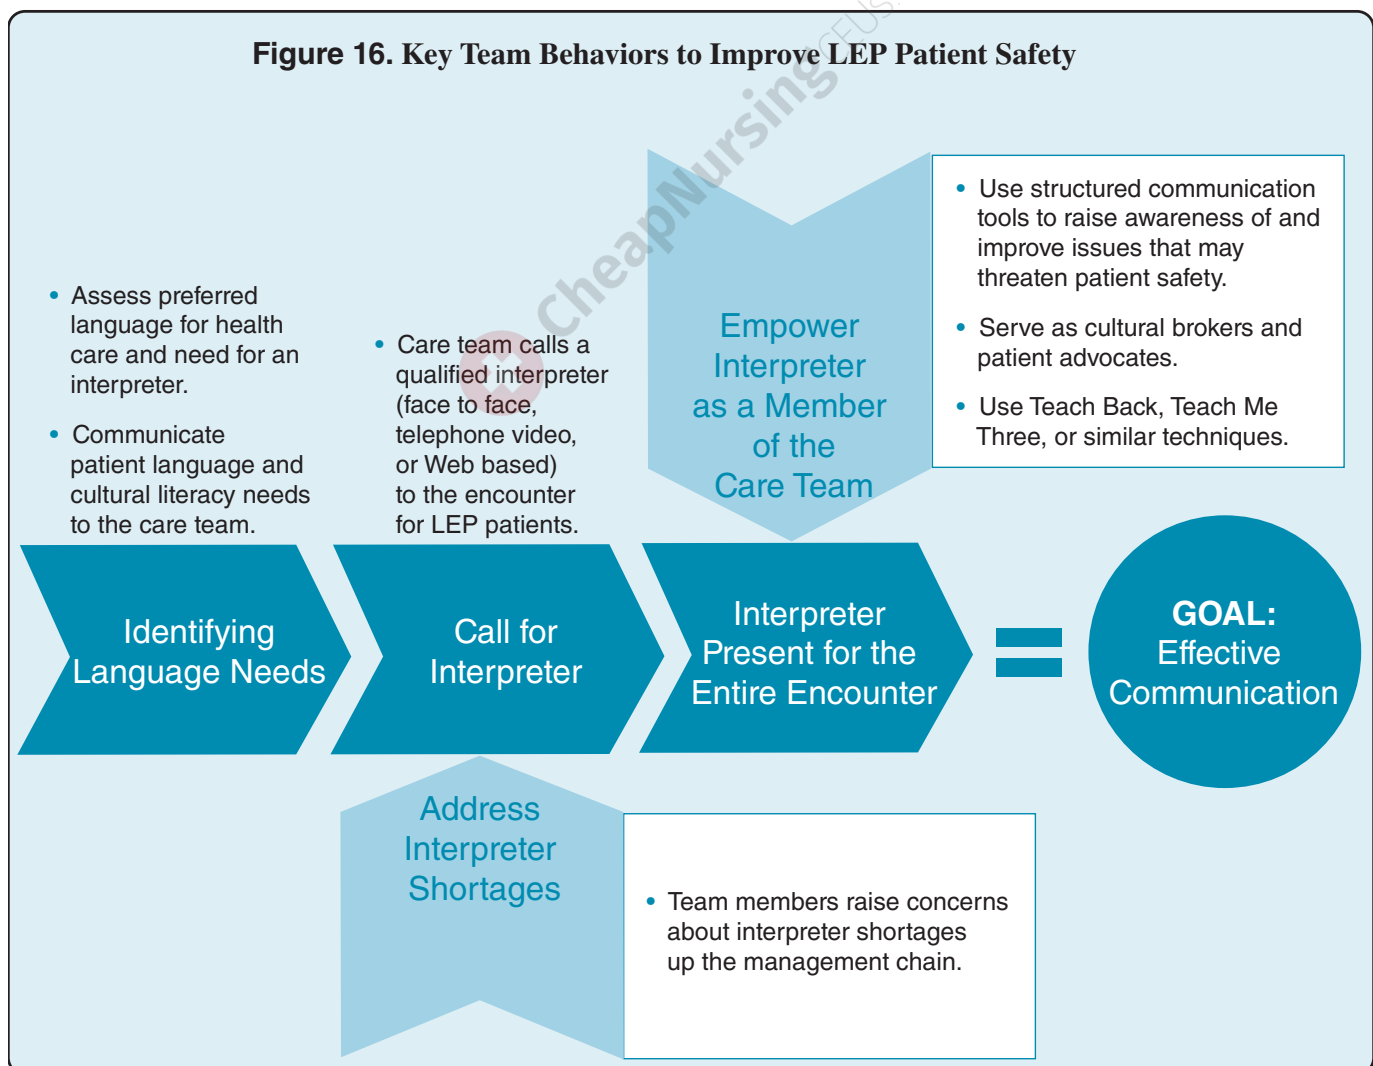 Figure 16. Key Team Behaviors to Improve LEP Patient Safety
CheapNursingCEUs.
• Assess preferred
language for health
care and need for an
interpreter.
• Communicate
patient language and
cultural literacy needs
to the care team.
• Care team calls a
qualified interpreter
(face to face,
telephone video,
or Web based)
to the encounter
for LEP patients.
Empower
Interpreter
as a Member
of the
Care Team
• Use structured communication
tools to raise awareness of and
improve issues that may
threaten patient safety.
• Serve as cultural brokers and
patient advocates.
• Use Teach Back, Teach Me
Three, or similar techniques.
Identifying
Language Needs
Call for
Interpreter
Interpreter
Present for the
Entire Encounter
=
GOAL:
Effective
Communication
Address
Interpreter
Shortages
• Team members raise concerns
about interpreter shortages
up the management chain.